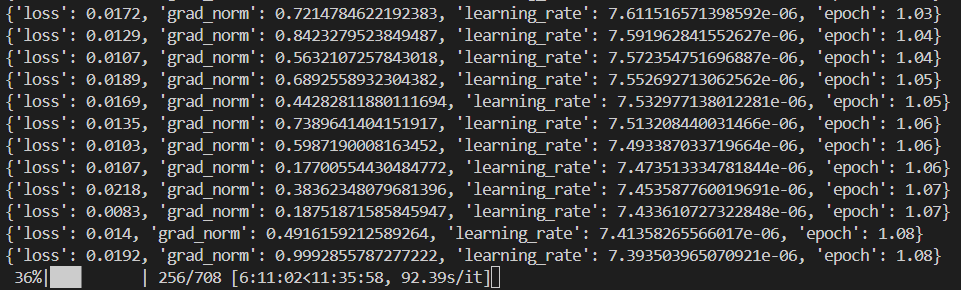 {'loss': 0.0172, 'grad_norm': 0.7214784622192383, 'learning_rate': 7.611516571398592e-06, 'epoch': 1.03}
{'loss': 0.0129, 'grad_norm': 0.8423279523849487, 'learning_rate': 7.591962841552627e-06, 'epoch': 1.04}
{'loss': 0.0107, 'grad_norm': 0.5632107257843018, 'learning_rate': 7.572354751696887e-06, 'epoch': 1.04}
{'loss': 0.0189, 'grad_norm': 0.6892558932304382, 'learning_rate': 7.552692713062562e-06, 'epoch': 1.05}
{'loss': 0.0169, 'grad_norm': 0.44282811880111694, 'learning_rate': 7.532977138012281e-06, 'epoch': 1.05}
{'loss': 0.0135, 'grad_norm': 0.7389641404151917, 'learning_rate': 7.513208440031466e-06, 'epoch': 1.06}
{'loss': 0.0103, 'grad_norm': 0.5987190008163452, 'learning_rate': 7.493387033719664e-06, 'epoch': 1.06}
{'loss': 0.0107, 'grad_norm': 0.17700554430484772, 'learning_rate': 7.473513334781844e-06, 'epoch': 1.06}
{'loss': 0.0218, 'grad_norm': 0.38362348079681396, 'learning_rate': 7.453587760019691e-06, 'epoch': 1.07}
{'loss': 0.0083, 'grad_norm': 0.18751871585845947, 'learning_rate': 7.433610727322848e-06, 'epoch': 1.07}
{'loss': 0.014, 'grad_norm': 0.4916159212589264, 'learning_rate': 7.41358265566017e-06, 'epoch': 1.08}
{'loss': 0.0192, 'grad_norm': 0.9992855787277222, 'learning_rate': 7.393503965070921e-06, 'epoch': 1.08}
36%|███ | 256/708 [6:11:02<11:35:58, 92.39s/it]